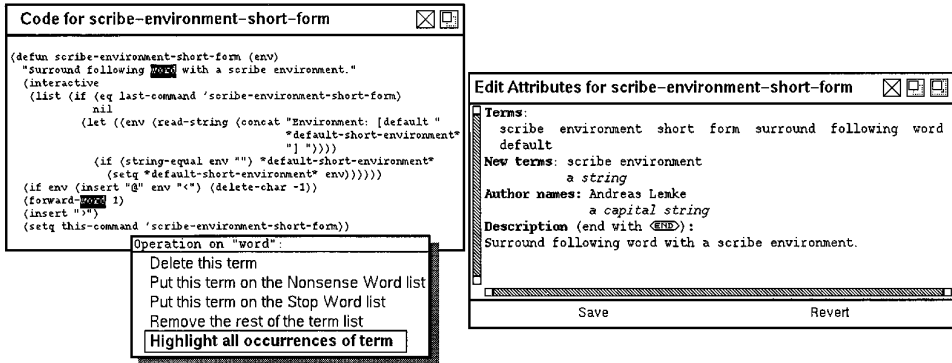 Code for scribe-environment-short-form
(defun scribe-environment-short-form (env)
"Surround following word with a scribe environment."
(interactive
(list (if (eq last-command 'scribe-environment-short-form)
nil
(let ((env (read-string (concat "Environment: [default "
*default-short-environment*
"] "))))
(if (string-equal env "") *default-short-environment*
(setq *default-short-environment* env))))))
(if env (insert "@" env "<") (delete-char -1))
(forward-word 1)
(insert ">")
(setq this-command 'scribe-environment-short-form))
Operation on "word":
Delete this term
Put this term on the Nonsense Word list
Put this term on the Stop Word list
Remove the rest of the term list
Highlight all occurrences of term
Edit Attributes for scribe-environment-short-form
Terms:
scribe environment short form surround following word
default
New terms: scribe environment
a string
Author names: Andreas Lemke
a capital string
Description (end with END):
Surround following word with a scribe environment.
Save Revert